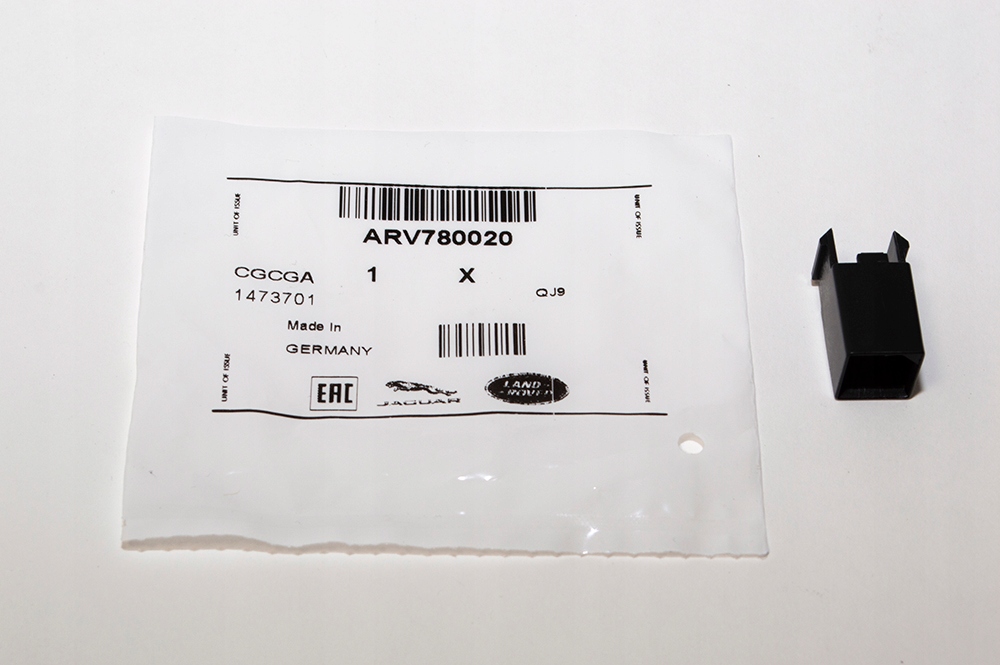 UNIT OF ISSUE
UNIT OF ISSUE
ARV780020
CGCGA 1 X
1473701 QJ9
Made In
GERMANY
UNIT OF ISSUE
UNIT OF ISSUE
EAC JAGUAR LAND ROVER